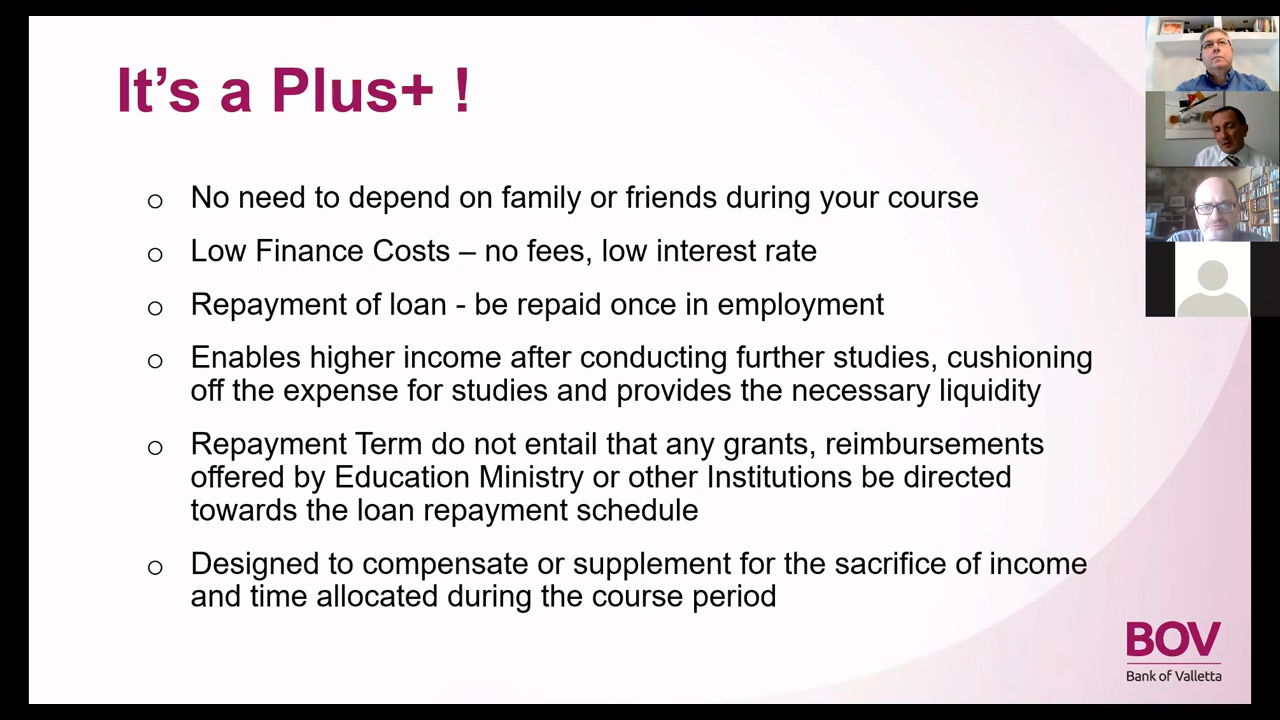 It’s a Plus+ !
No need to depend on family or friends during your course
Low Finance Costs – no fees, low interest rate
Repayment of loan - be repaid once in employment
Enables higher income after conducting further studies, cushioning
off the expense for studies and provides the necessary liquidity
Repayment Term do not entail that any grants, reimbursements
offered by Education Ministry or other Institutions be directed
towards the loan repayment schedule
Designed to compensate or supplement for the sacrifice of income
and time allocated during the course period
BOV
Bank of Valletta